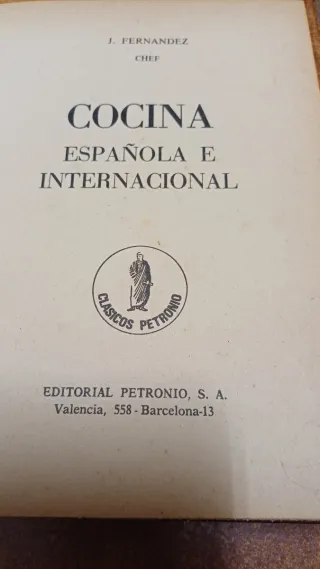 J. FERNANDEZ
CHEF
COCINA
ESPAÑOLA E
INTERNACIONAL
CLASICOS PETRONIO
EDITORIAL PETRONIO, S. A.
Valencia, 558 - Barcelona-13